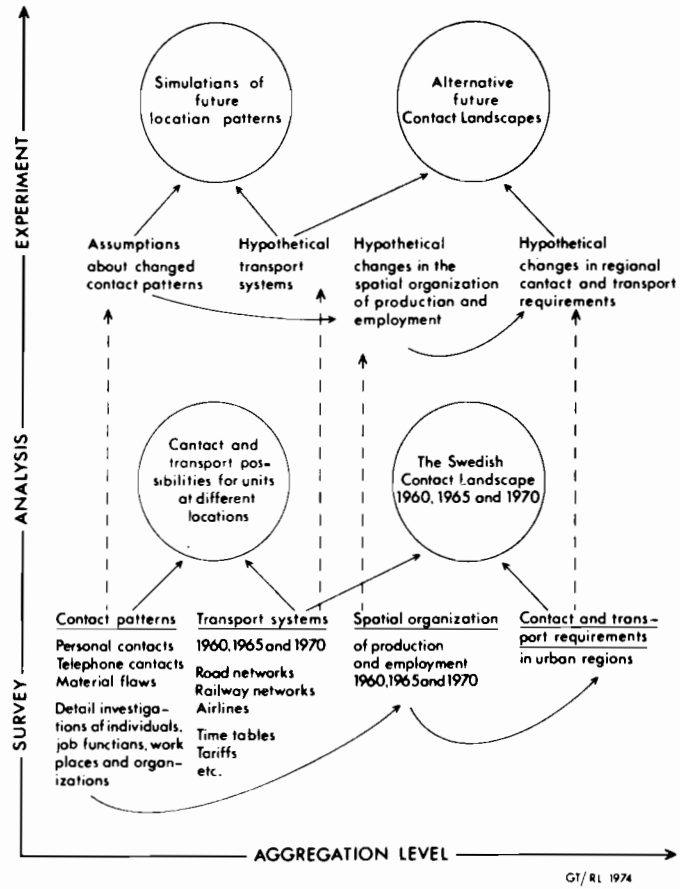 EXPERIMENT
ANALYSIS
SURVEY
Simulations of
future
location patterns
Alternative
future
Contact Landscapes
Assumptions
about changed
contact patterns
Hypothetical
transport
systems
Hypothetical
changes in the
spatial organization
of production and
employment
Hypothetical
changes in regional
contact and transport
requirements
Contact and
transport pos-
sibilities for units
at different
locations
The Swedish
Contact Landscape
1960, 1965 and 1970
Contact patterns
Personal contacts
Telephone contacts
Material flows
Detail investiga-
tions of individuals,
job functions, work
places and organ-
izations
Transport systems
1960, 1965 and 1970
Road networks
Railway networks
Airlines
Time tables
Tariffs
etc.
Spatial organization
of production
and employment
1960, 1965 and 1970
Contact and trans-
port requirements
in urban regions
AGGREGATION LEVEL
GT/RL 1974